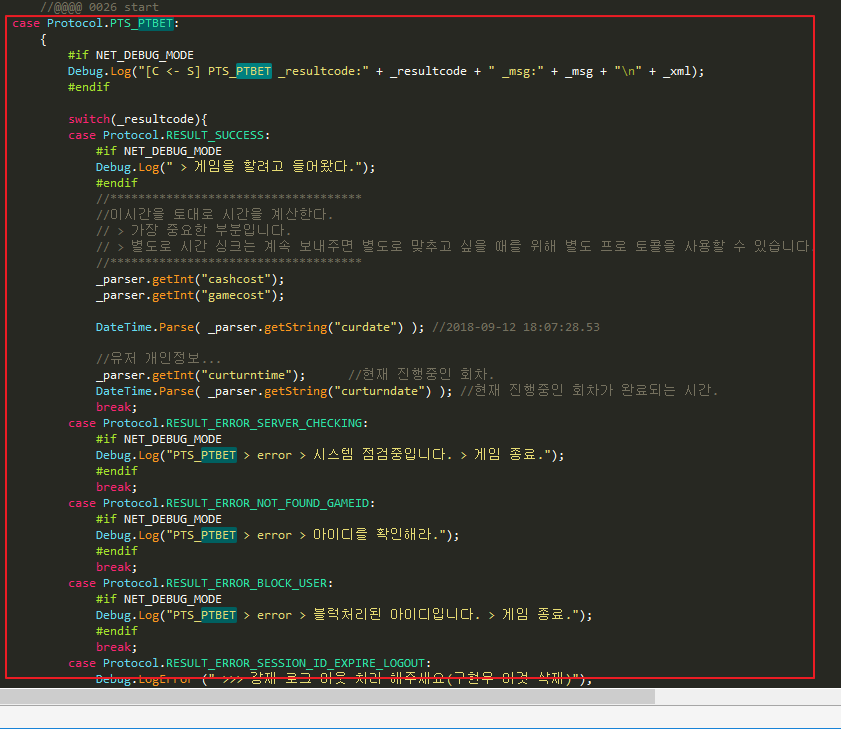 //@@@@ 0026 start
case Protocol.PTS_PTBET:
{
#if NET_DEBUG_MODE
Debug.Log("[C <- S] PTS_PTBET _resultcode:" + _resultcode + " _msg:" + _msg + "\n" + _xml);
#endif
switch(_resultcode){
case Protocol.RESULT_SUCCESS:
#if NET_DEBUG_MODE
Debug.Log(" > 게임을 할려고 들어왔다.");
#endif
//************************************
//이시간을 토대로 시간을 계산한다.
// > 가장 중요한 부분입니다.
// > 별도로 시간 싱크는 계속 보내주면 별도로 맞추고 싶을 때를 위해 별도 프로 토콜을 사용할 수 있습니다
//************************************
_parser.getInt("cashcost");
_parser.getInt("gamecost");
DateTime.Parse( _parser.getString("curdate") ); //2018-09-12 18:07:28.53
//유저 개인정보...
_parser.getInt("curturntime"); //현재 진행중인 회차.
DateTime.Parse( _parser.getString("curturndate") ); //현재 진행중인 회차가 완료되는 시간.
break;
case Protocol.RESULT_ERROR_SERVER_CHECKING:
#if NET_DEBUG_MODE
Debug.Log("PTS_PTBET > error > 시스템 점검중입니다. > 게임 종료.");
#endif
break;
case Protocol.RESULT_ERROR_NOT_FOUND_GAMEID:
#if NET_DEBUG_MODE
Debug.Log("PTS_PTBET > error > 아이디를 확인해라.");
#endif
break;
case Protocol.RESULT_ERROR_BLOCK_USER:
#if NET_DEBUG_MODE
Debug.Log("PTS_PTBET > error > 블럭처리된 아이디입니다. > 게임 종료.");
#endif
break;
case Protocol.RESULT_ERROR_SESSION_ID_EXPIRE_LOGOUT:
Debug.LogError (" >>> 강제 로그 아웃 처리 해주세요(구현후 이것 삭제)");